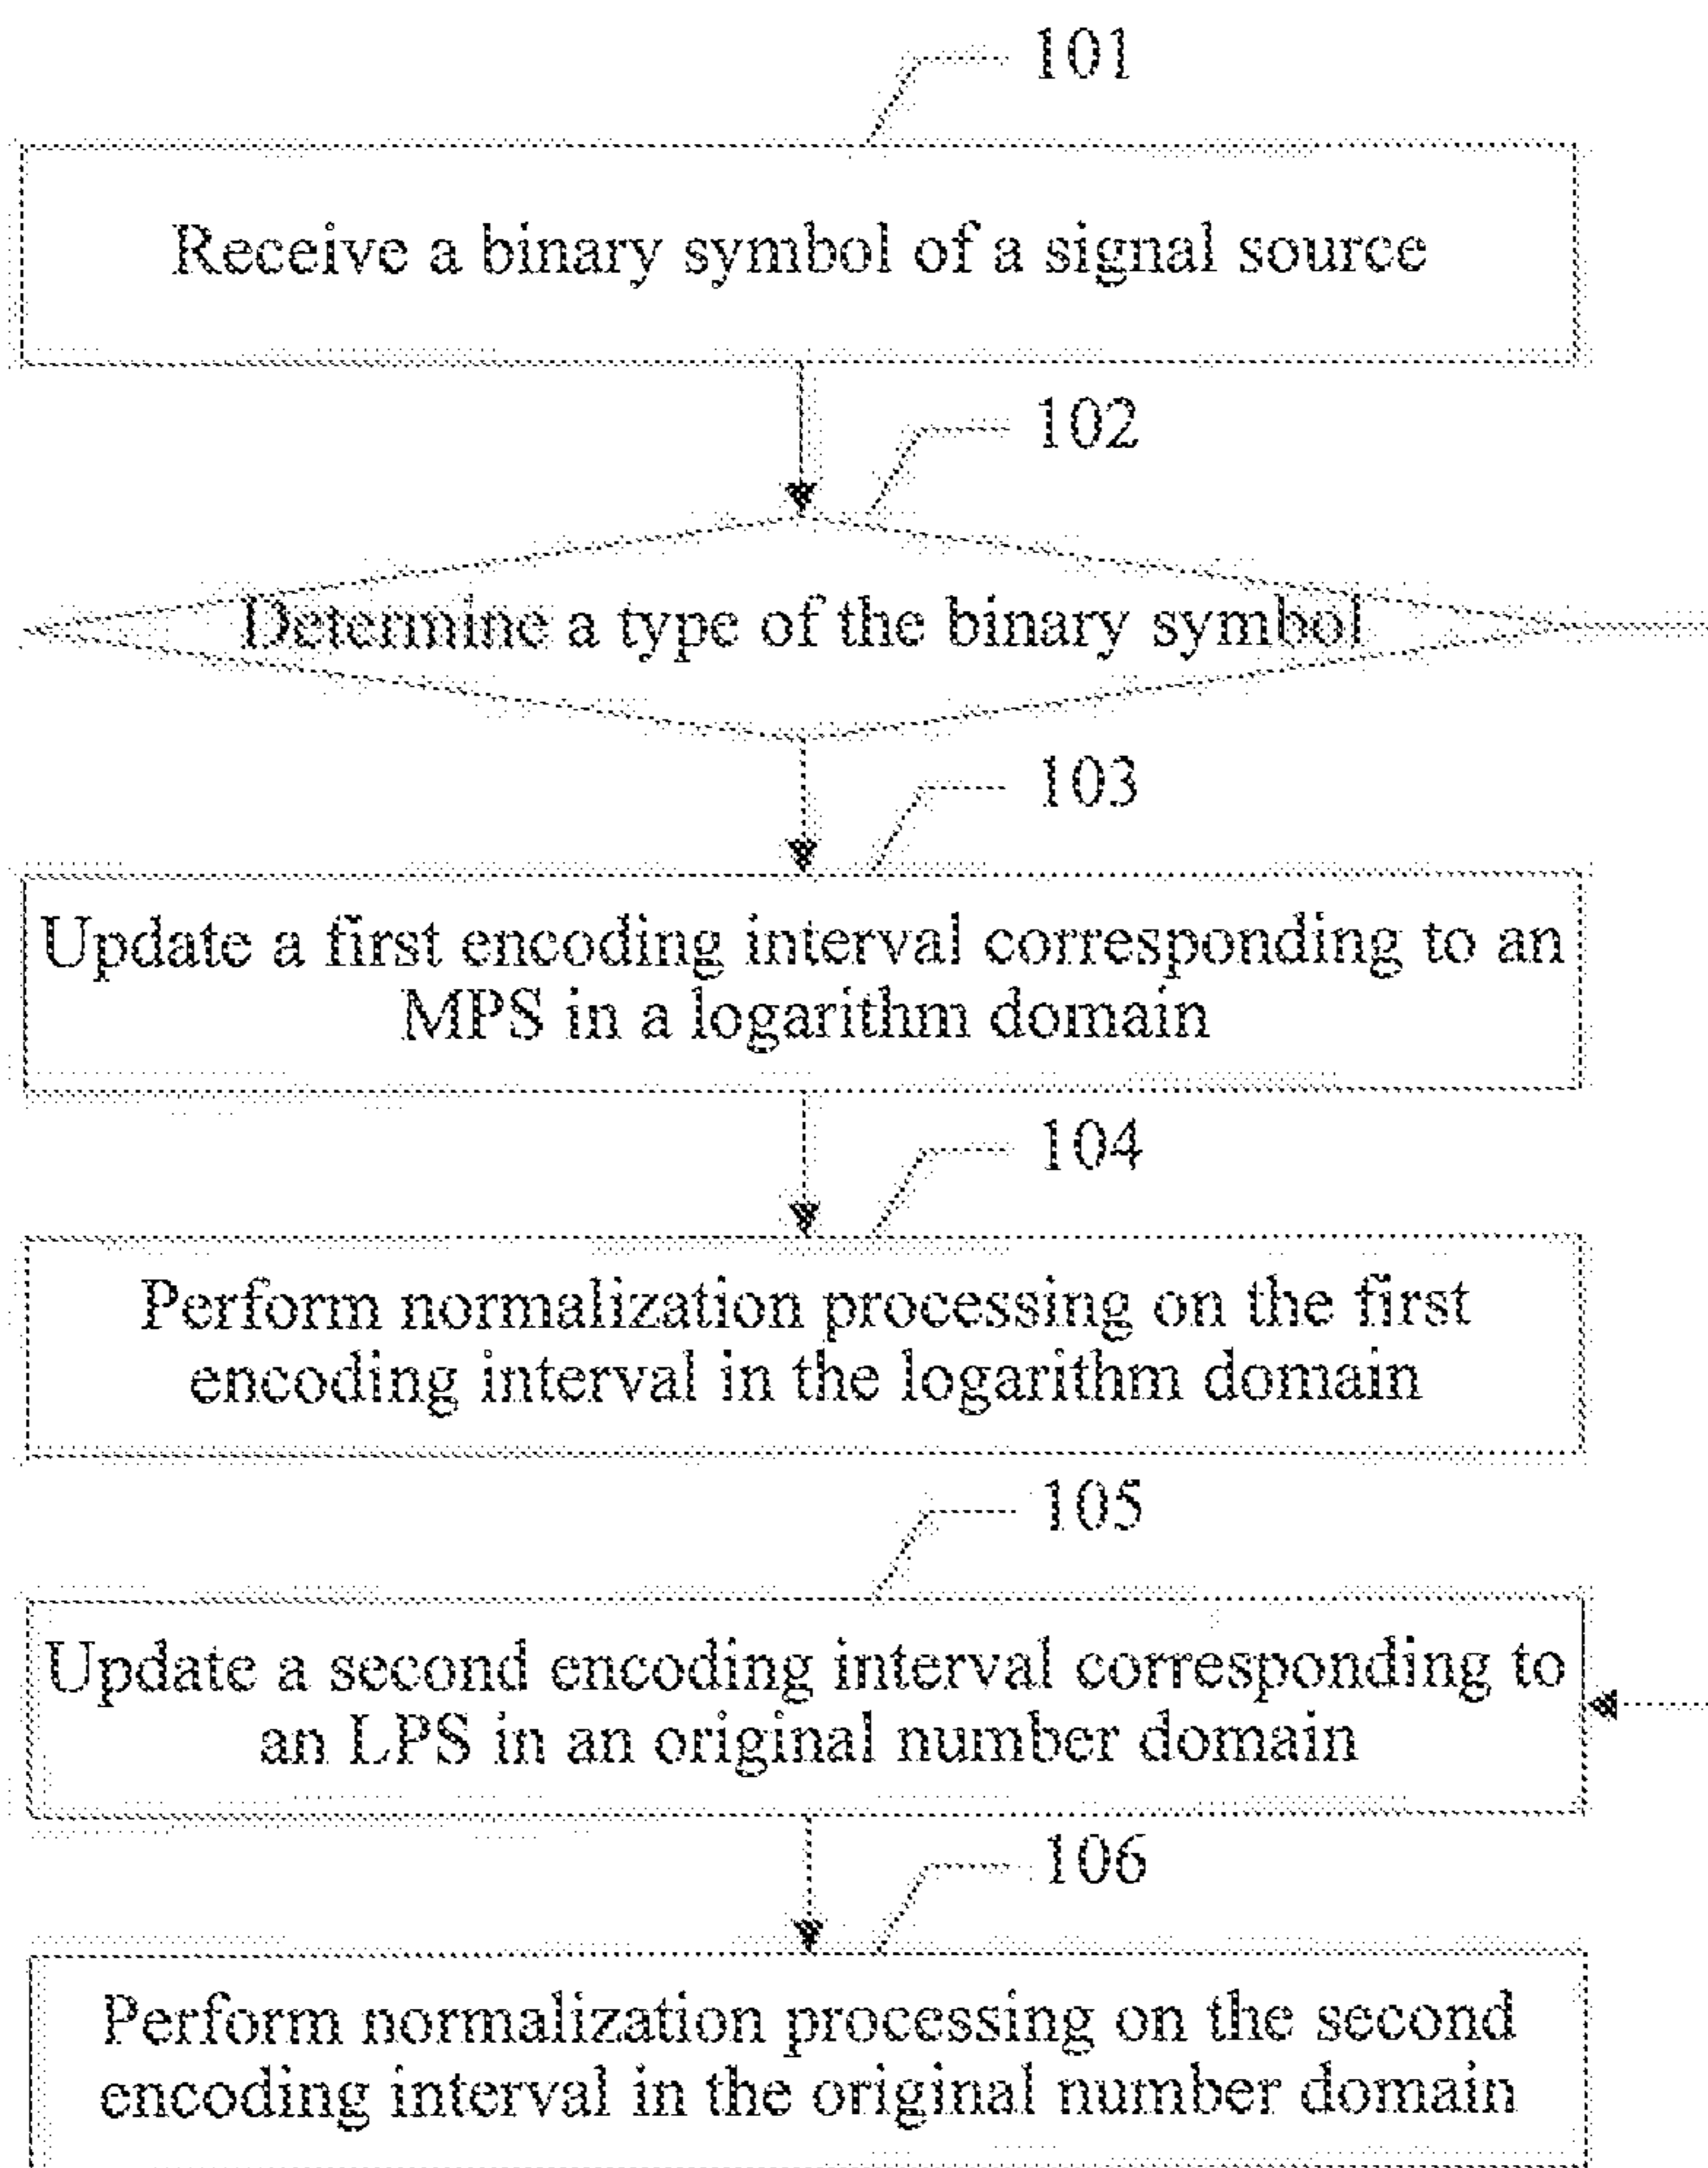 101
Receive a binary symbol of a signal source
102
Determine a type of the binary symbol
103
Update a first encoding interval corresponding to an
MPS in a logarithm domain
104
Perform normalization processing on the first
encoding interval in the logarithm domain
105
Update a second encoding interval corresponding to
an LPS in an original number domain
106
Perform normalization processing on the second
encoding interval in the original number domain